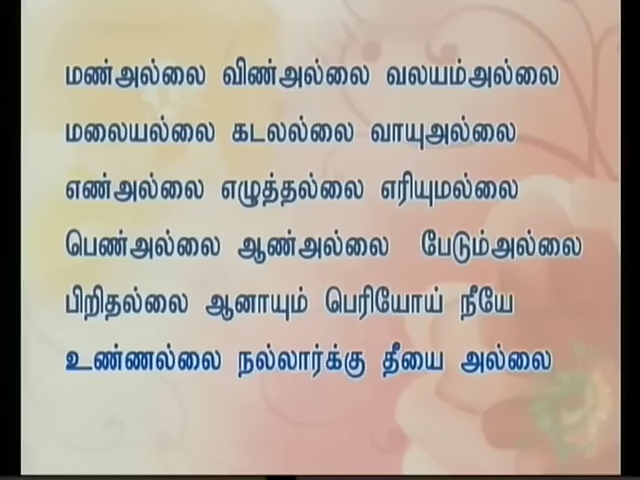 மண்அல்லை விண்அல்லை வலயம்அல்லை
மலையல்லை கடலல்லை வாயுஅல்லை
எண்அல்லை எழுத்தல்லை எரியுமல்லை
பெண்அல்லை ஆண்அல்லை பேடும்அல்லை
பிறிதல்லை ஆனாயும் பெரியோய் நீயே
உண்ணல்லை நல்லார்க்கு தீயை அல்லை